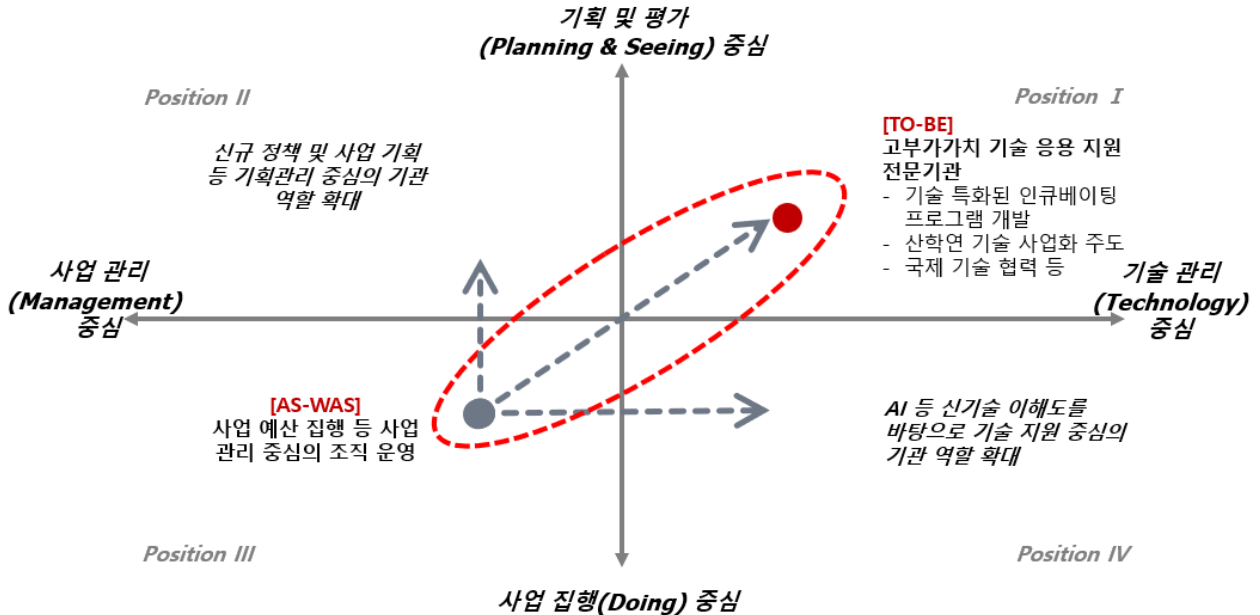 기획 및 평가
(Planning & Seeing) 중심
Position II
Position I
신규 정책 및 사업 기획
등 기획관리 중심의 기관
역할 확대
[TO-BE]
고부가가치 기술 응용 지원
전문기관
- 기술 특화된 인큐베이팅
프로그램 개발
- 산학연 기술 사업화 주도
- 국제 기술 협력 등
사업 관리
(Management)
중심
기술 관리
(Technology)
중심
[AS-WAS]
사업 예산 집행 등 사업
관리 중심의 조직 운영
AI 등 신기술 이해도를
바탕으로 기술 지원 중심의
기관 역할 확대
Position III
Position IV
사업 집행(Doing) 중심